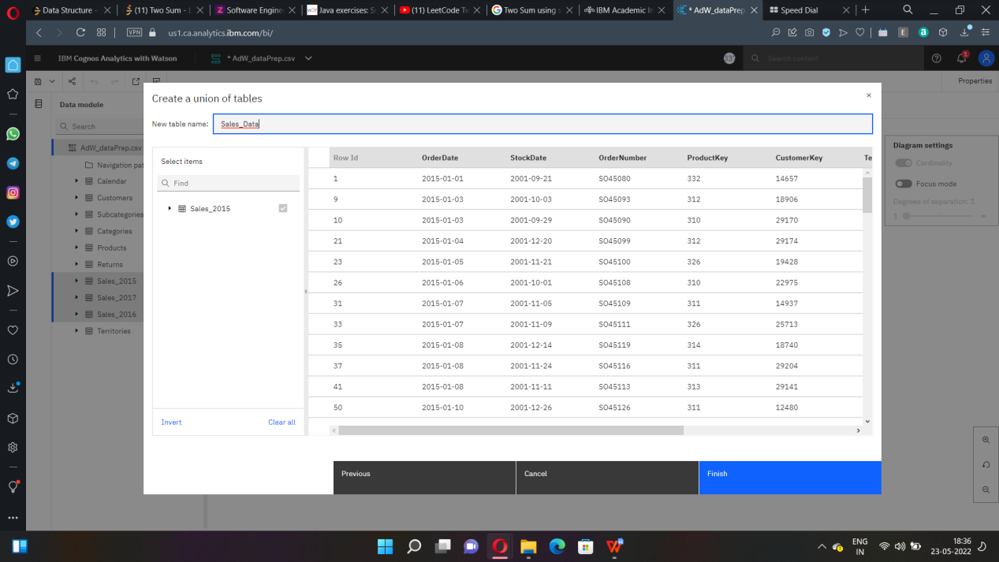 Data Structure -
(11) Two Sum - L
Software Engine
Java exercises: S
(11) LeetCode Tw
Two Sum using s
IBM Academic In
* AdW_dataPrep
Speed Dial
VPN
us1.ca.analytics.ibm.com/bi/
IBM Cognos Analytics with Watson
* AdW_dataPrep.csv
Search content
1
Properties
Data module
Search
AdW_dataPrep.csv
Navigation pat
Calendar
Customers
Subcategories
Categories
Products
Returns
Sales_2015
Sales_2017
Sales_2016
Territories
Create a union of tables
New table name:
Sales_Data
Select items
Find
Sales_2015
Invert
Clear all
Row Id OrderDate StockDate OrderNumber ProductKey CustomerKey Te
1 2015-01-01 2001-09-21 SO45080 332 14657
9 2015-01-03 2001-10-03 SO45093 312 18906
10 2015-01-03 2001-09-29 SO45090 310 29170
21 2015-01-04 2001-12-20 SO45099 312 29174
23 2015-01-05 2001-11-21 SO45100 326 19428
26 2015-01-06 2001-10-01 SO45108 310 22975
31 2015-01-07 2001-11-05 SO45109 311 14937
33 2015-01-07 2001-11-09 SO45111 326 25713
35 2015-01-08 2001-12-14 SO45119 314 18740
37 2015-01-08 2001-11-24 SO45116 311 29204
41 2015-01-08 2001-11-11 SO45113 313 29141
50 2015-01-10 2001-12-26 SO45126 311 12480
Previous
Cancel
Finish
Diagram settings
Cardinality
Focus mode
Degrees of separation: 1
1
∞
ENG
IN
18:36
23-05-2022